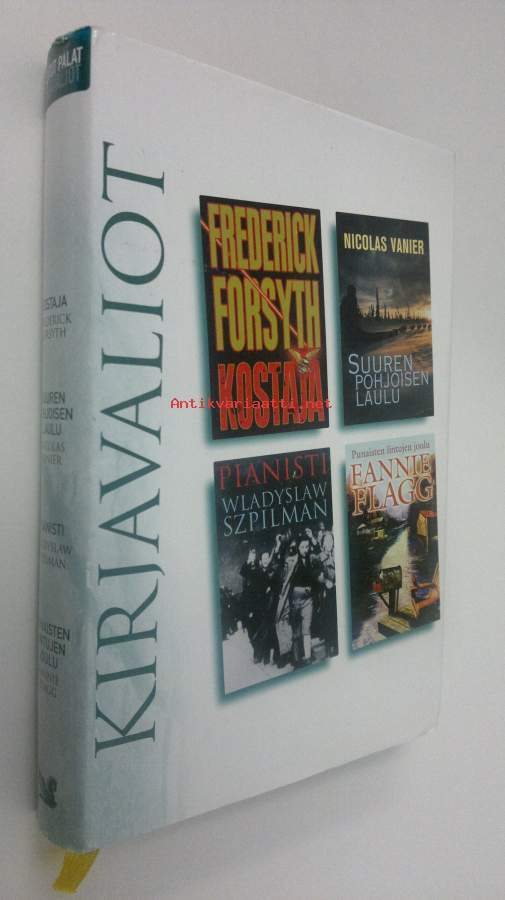 PALAT
KIRJAVALIOT
FREDERICK
FORSYTH
KOSTAJA
NICOLAS VANIER
SUUREN
POHJOISEN
LAULU
PIANISTI
WLADYSLAW
SZPILMAN
Punaisten lintujen joulu
FANNIE
FLAGG
Antikvariaatti.net